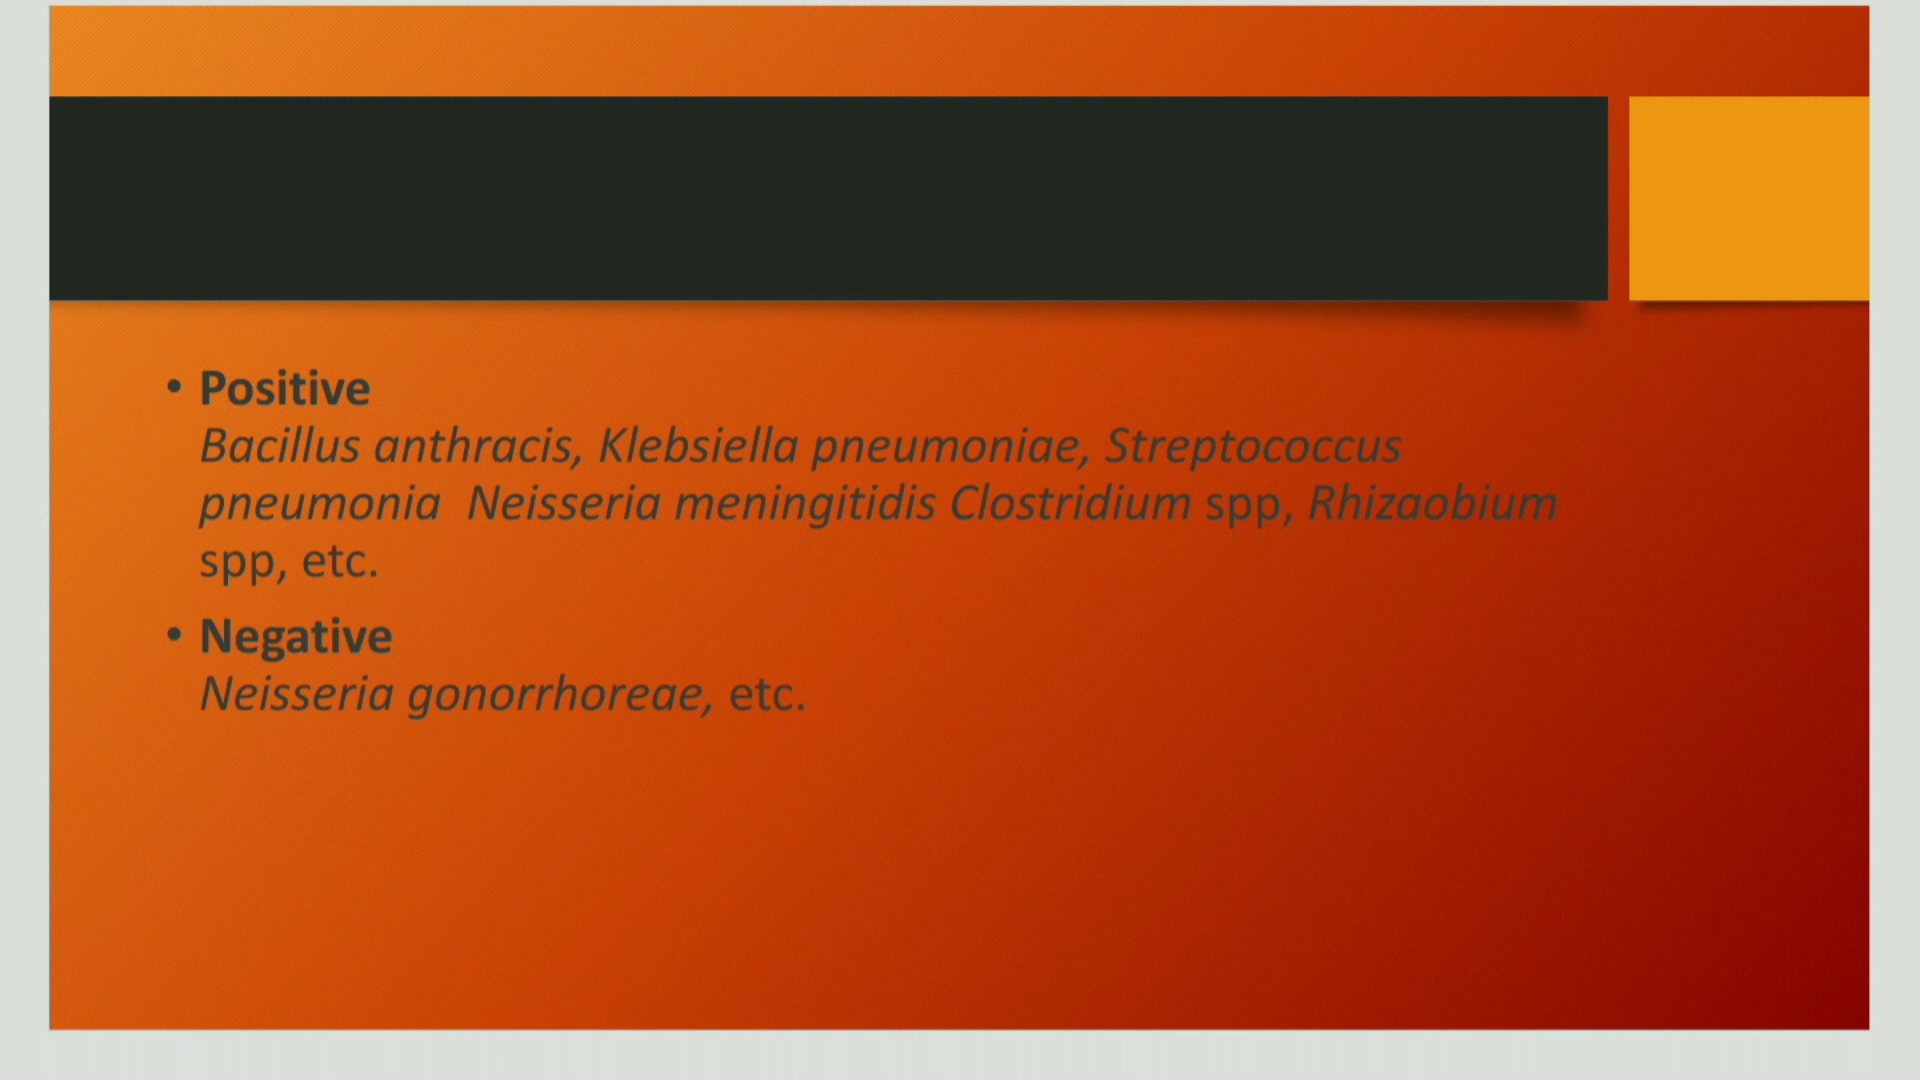 • Positive
Bacillus anthracis, Klebsiella pneumoniae, Streptococcus
pneumonia  Neisseria meningitidis Clostridium spp, Rhizaobium
spp, etc.
• Negative
Neisseria gonorrhoreae, etc.